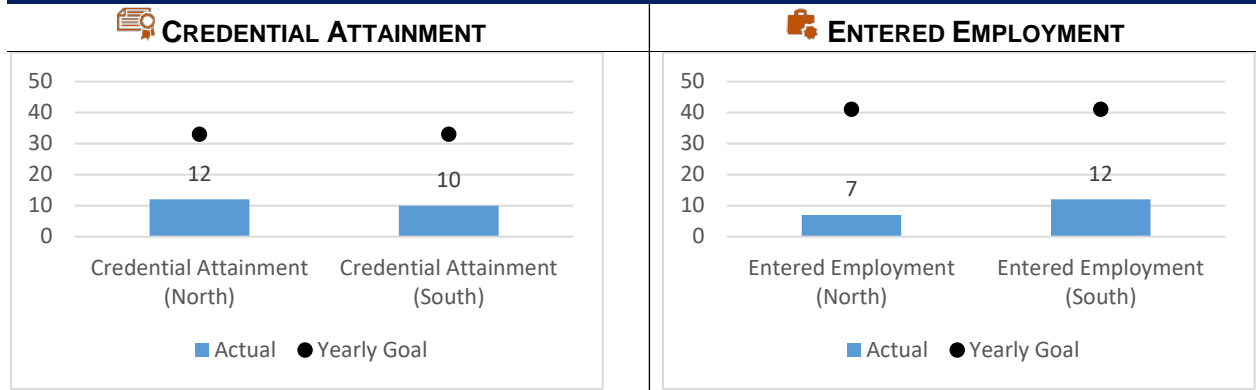 CREDENTIAL ATTAINMENT
50
40
30
20
10
0
12
10
Credential Attainment
(North)
Credential Attainment
(South)
Actual Yearly Goal
ENTERED EMPLOYMENT
50
40
30
20
10
0
7
12
Entered Employment
(North)
Entered Employment
(South)
Actual Yearly Goal